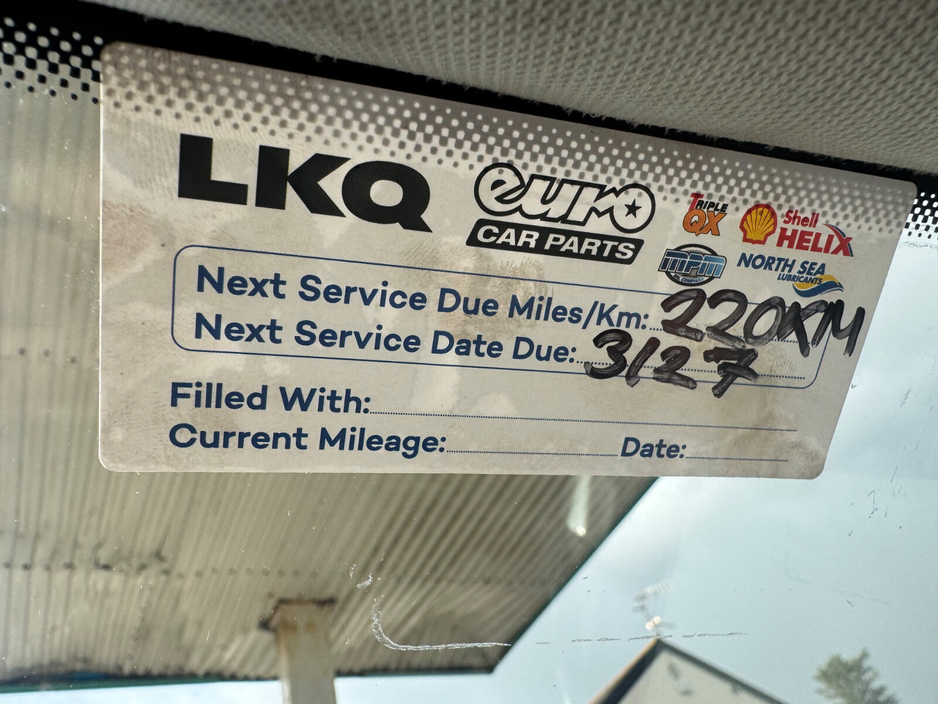 LKQ
euro
CAR PARTS
TRIPLE
QX
Shell
HELIX
mpm
NORTH SEA
LUBRICANTS
Next Service Due Miles/Km: 220KM
Next Service Date Due: 3/27
Filled With:
Current Mileage: Date: